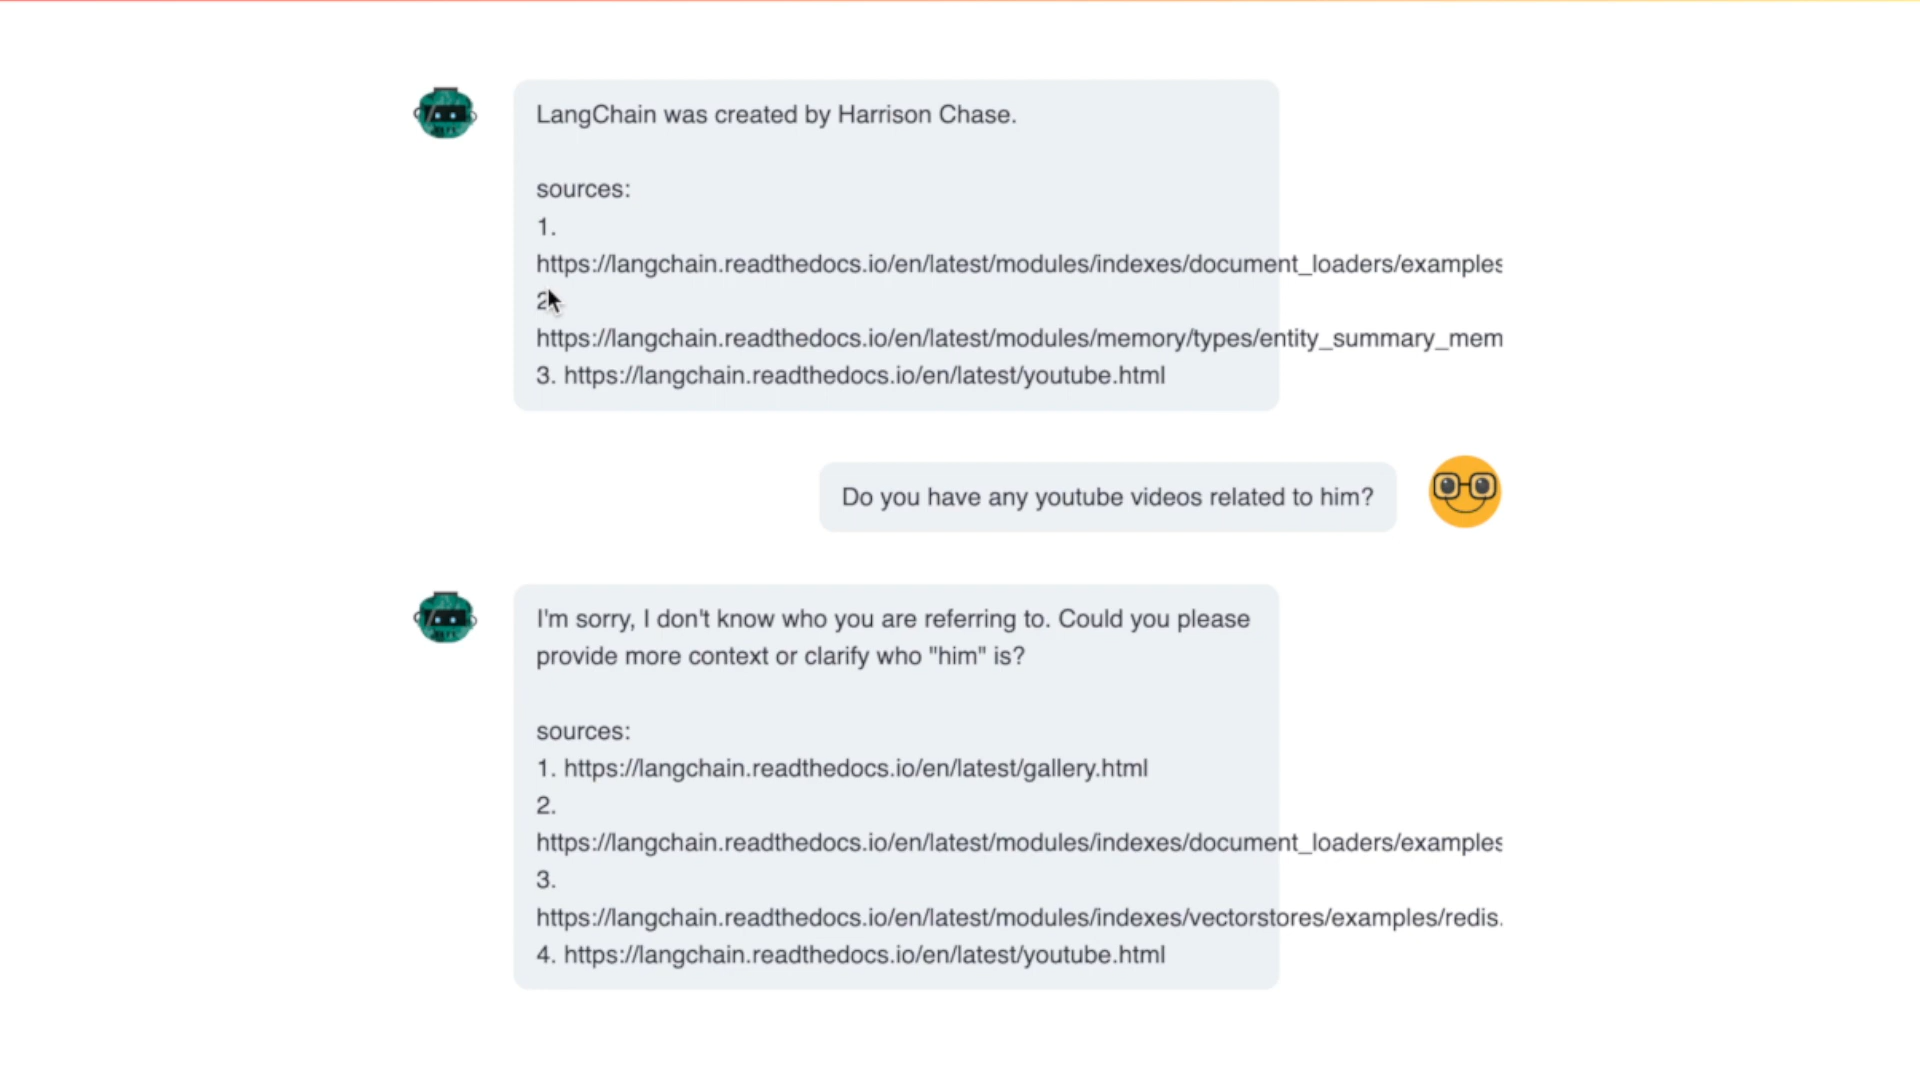 LangChain was created by Harrison Chase.
sources:
1.
https://langchain.readthedocs.io/en/latest/modules/indexes/document_loaders/examples
2
https://langchain.readthedocs.io/en/latest/modules/memory/types/entity_summary_mem
3. https://langchain.readthedocs.io/en/latest/youtube.html
Do you have any youtube videos related to him?
I'm sorry, I don't know who you are referring to. Could you please
provide more context or clarify who "him" is?
sources:
1. https://langchain.readthedocs.io/en/latest/gallery.html
2.
https://langchain.readthedocs.io/en/latest/modules/indexes/document_loaders/examples
3.
https://langchain.readthedocs.io/en/latest/modules/indexes/vectorstores/examples/redis.
4. https://langchain.readthedocs.io/en/latest/youtube.html